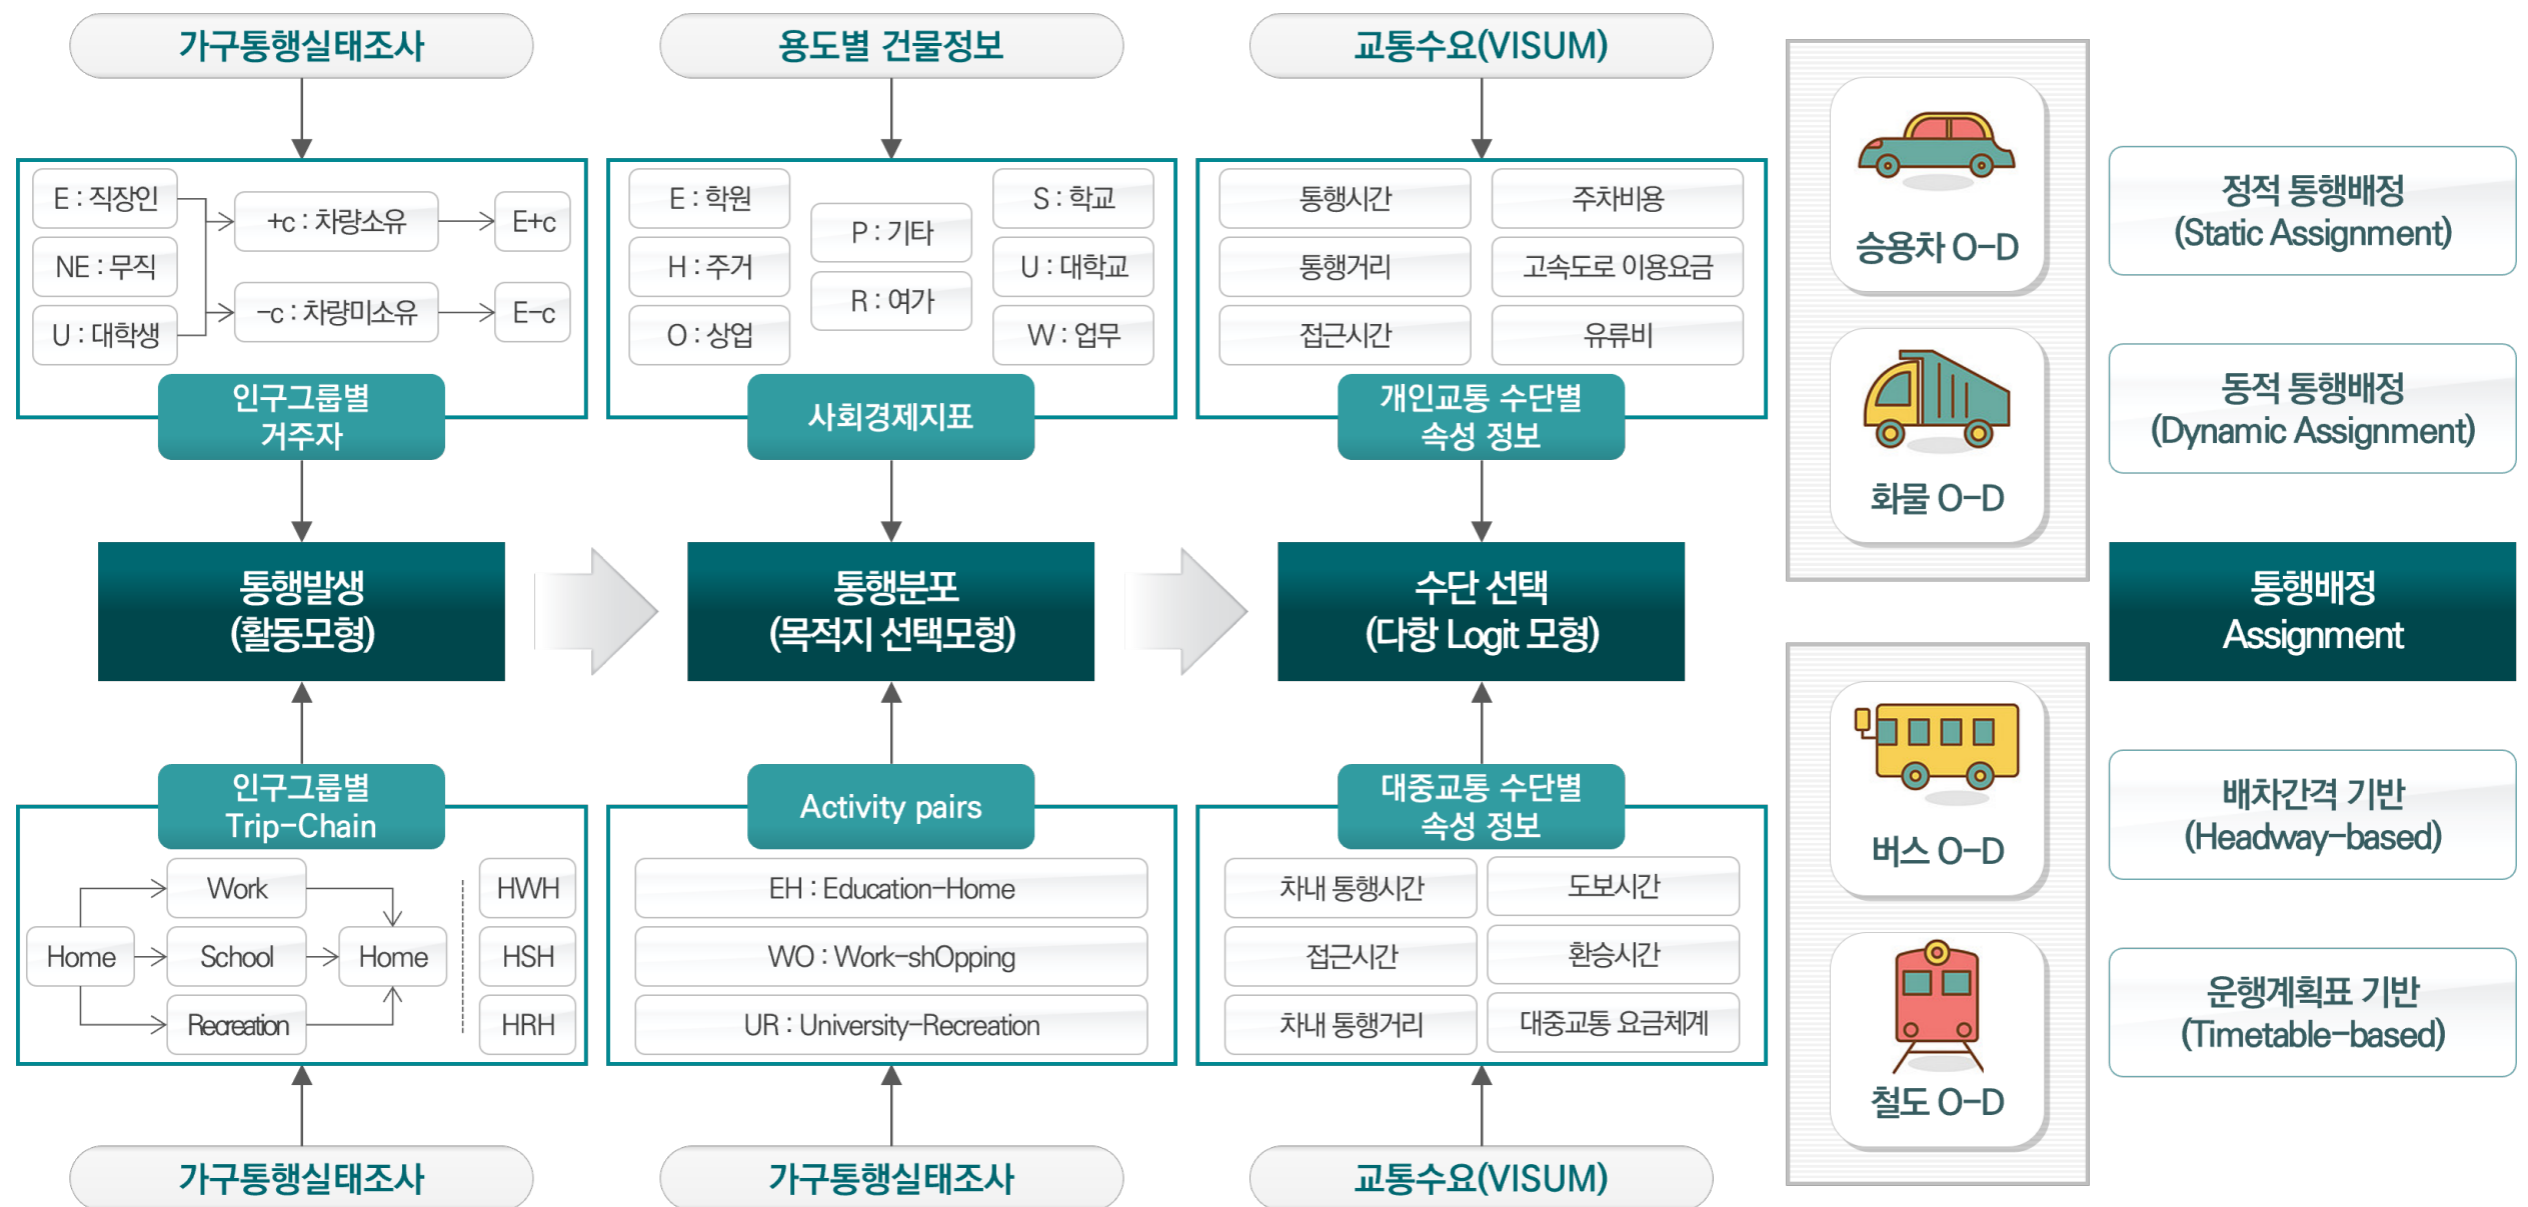 가구통행실태조사
용도별 건물정보
교통수요(VISUM)
E : 직장인
NE : 무직
U : 대학생
+c : 차량소유
-c : 차량미소유
E+c
E-c
인구그룹별
거주자
E : 학원
H : 주거
O : 상업
P : 기타
R : 여가
S : 학교
U : 대학교
W : 업무
사회경제지표
통행시간
통행거리
접근시간
주차비용
고속도로 이용요금
유류비
개인교통 수단별
속성 정보
승용차 O-D
화물 O-D
정적 통행배정
(Static Assignment)
동적 통행배정
(Dynamic Assignment)
통행발생
(활동모형)
통행분포
(목적지 선택모형)
수단 선택
(다항 Logit 모형)
통행배정
Assignment
인구그룹별
Trip-Chain
Home
Work
School
Recreation
Home
HWH
HSH
HRH
Activity pairs
EH : Education-Home
WO : Work-shOpping
UR : University-Recreation
대중교통 수단별
속성 정보
차내 통행시간
접근시간
차내 통행거리
도보시간
환승시간
대중교통 요금체계
버스 O-D
철도 O-D
배차간격 기반
(Headway-based)
운행계획표 기반
(Timetable-based)
가구통행실태조사
가구통행실태조사
교통수요(VISUM)